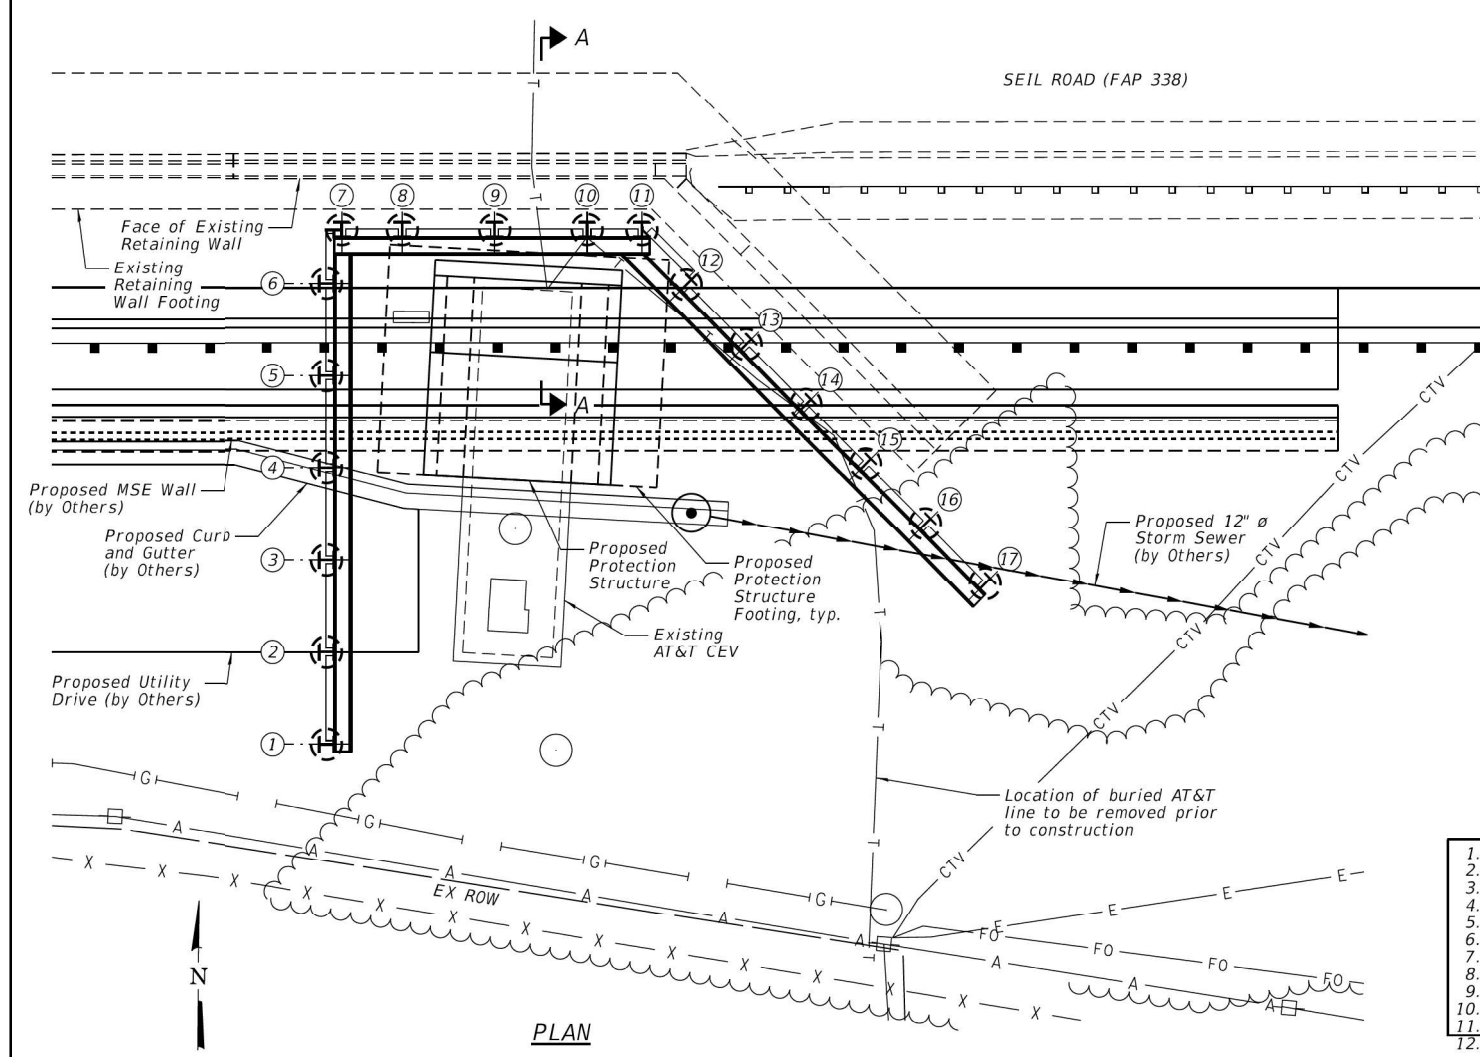 A
SEIL ROAD (FAP 338)
T
T
7
8
9
10
11
Face of Existing
Retaining Wall
Existing
Retaining
Wall Footing
12
6
13
5
14
A
CTV
15
4
CTV
Proposed MSE Wall
(by Others)
16
Proposed Curb
and Gutter
(by Others)
Proposed 12" ø
Storm Sewer
(by Others)
CTV
3
Proposed
Protection
Structure
Proposed
Protection
Structure
Footing, typ.
17
T
CTV
Existing
AT&T CEV
2
Proposed Utility
Drive (by Others)
CTV
T
1
G
Location of buried AT&T
line to be removed prior
to construction
G
A
A
T
G
CTV
1.
2.
3.
4.
5.
6.
7.
8.
9.
10.
11.
12.
X
X
X
X
X
X
X
X
X
X
X
X
X
X
A
EX ROW
A
A
G
A
E
E
E
FO
FO
FO
FO
A
T
A
A
A
N
PLAN